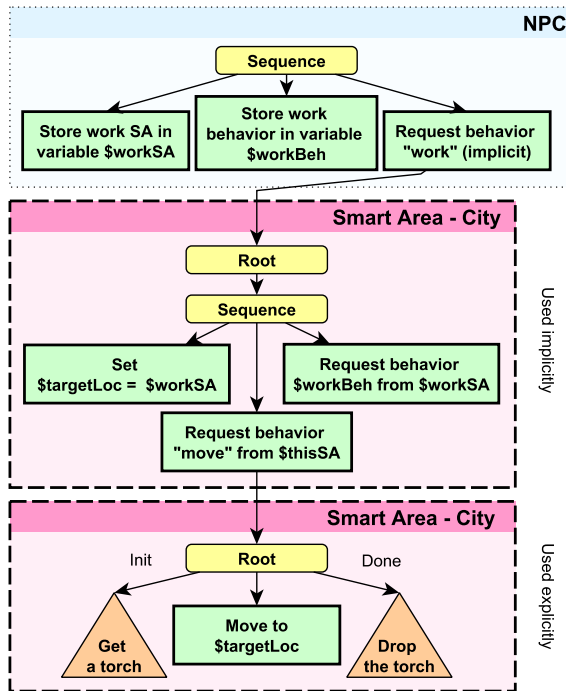 NPC
Sequence
Store work SA in
variable $workSA
Store work
behavior in variable
$workBeh
Request behavior
"work" (implicit)
Smart Area - City
Root
Sequence
Set
$targetLoc = $workSA
Request behavior
$workBeh from $workSA
Request behavior
"move" from $thisSA
Used implicitly
Smart Area - City
Init
Root
Done
Get
a torch
Move to
$targetLoc
Drop
the torch
Used explicitly